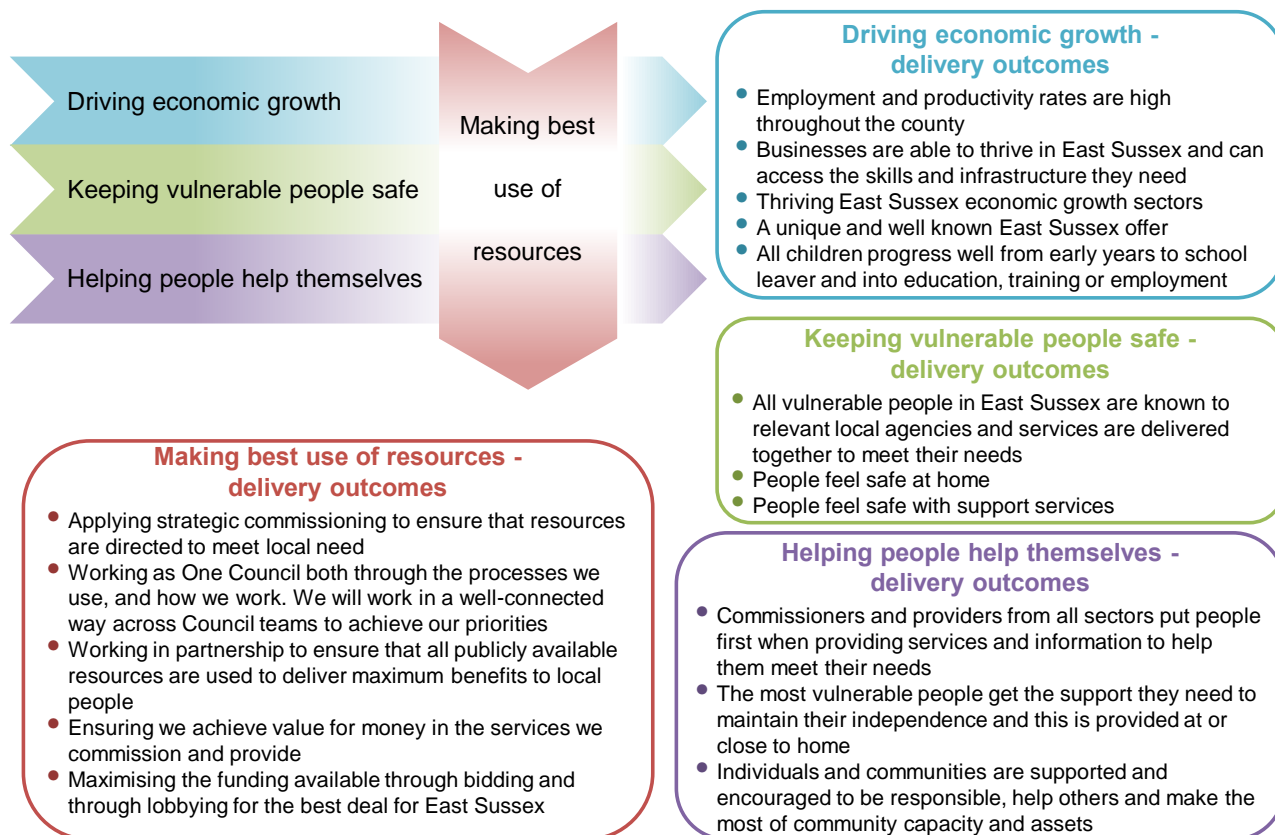 Driving economic growth
Keeping vulnerable people safe
Helping people help themselves
Making best
use of
resources
Driving economic growth -
delivery outcomes
• Employment and productivity rates are high
throughout the county
• Businesses are able to thrive in East Sussex and can
access the skills and infrastructure they need
• Thriving East Sussex economic growth sectors
• A unique and well known East Sussex offer
• All children progress well from early years to school
leaver and into education, training or employment
Keeping vulnerable people safe -
delivery outcomes
• All vulnerable people in East Sussex are known to
relevant local agencies and services are delivered
together to meet their needs
• People feel safe at home
• People feel safe with support services
Making best use of resources -
delivery outcomes
• Applying strategic commissioning to ensure that resources
are directed to meet local need
• Working as One Council both through the processes we
use, and how we work. We will work in a well-connected
way across Council teams to achieve our priorities
• Working in partnership to ensure that all publicly available
resources are used to deliver maximum benefits to local
people
• Ensuring we achieve value for money in the services we
commission and provide
• Maximising the funding available through bidding and
through lobbying for the best deal for East Sussex
Helping people help themselves -
delivery outcomes
• Commissioners and providers from all sectors put people
first when providing services and information to help
them meet their needs
• The most vulnerable people get the support they need to
maintain their independence and this is provided at or
close to home
• Individuals and communities are supported and
encouraged to be responsible, help others and make the
most of community capacity and assets